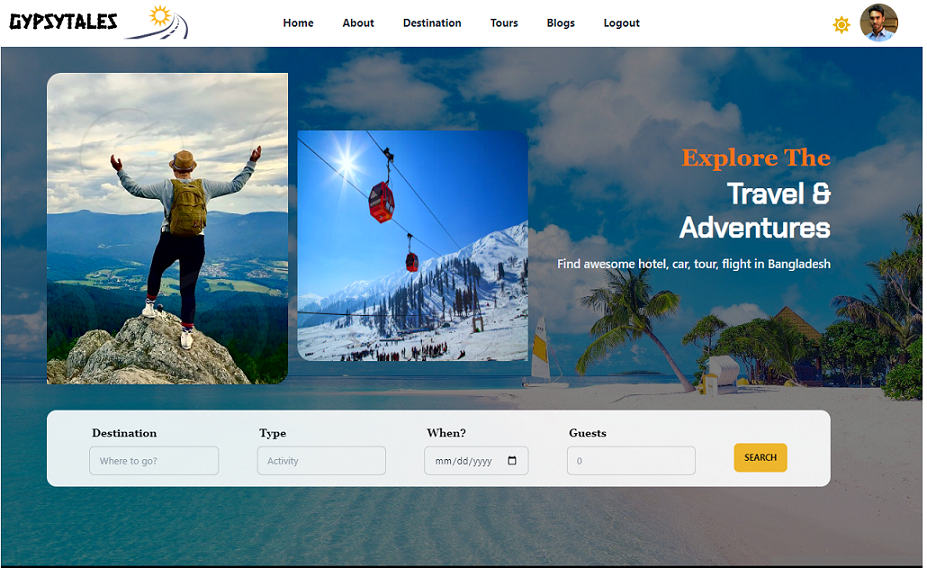 GYPSYTALES
Home About Destination Tours Blogs Logout
Explore The
Travel &
Adventures
Find awesome hotel, car, tour, flight in Bangladesh
Destination Type When? Guests
Where to go? Activity mm/dd/yyyy 0 SEARCH